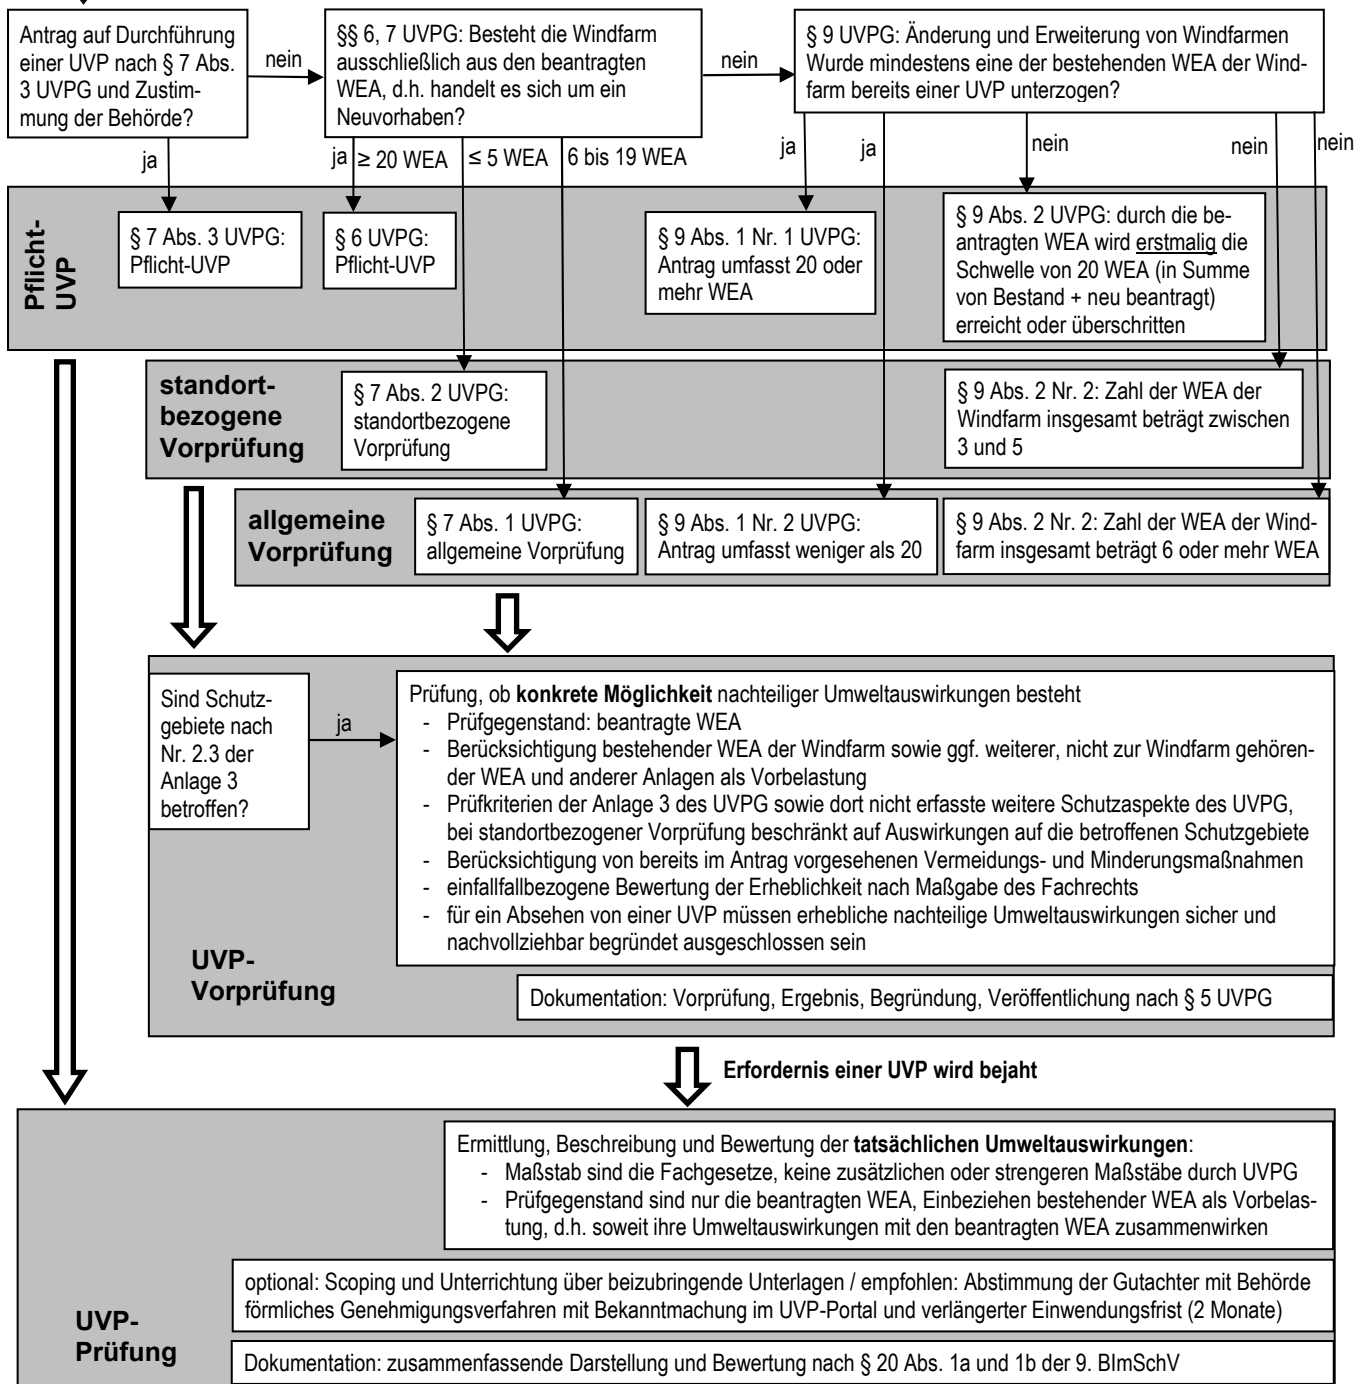 Antrag auf Durchführung
einer UVP nach § 7 Abs.
3 UVPG und Zustim-
mung der Behörde?
nein
§§ 6, 7 UVPG: Besteht die Windfarm
ausschließlich aus den beantragten
WEA, d.h. handelt es sich um ein
Neuvorhaben?
nein
§ 9 UVPG: Änderung und Erweiterung von Windfarmen
Wurde mindestens eine der bestehenden WEA der Wind-
farm bereits einer UVP unterzogen?
ja
ja
≥ 20 WEA
≤ 5 WEA
6 bis 19 WEA
ja
ja
nein
nein
nein
Pflicht-
UVP
§ 7 Abs. 3 UVPG:
Pflicht-UVP
§ 6 UVPG:
Pflicht-UVP
§ 9 Abs. 1 Nr. 1 UVPG:
Antrag umfasst 20 oder
mehr WEA
§ 9 Abs. 2 UVPG: durch die be-
antragten WEA wird erstmalig die
Schwelle von 20 WEA (in Summe
von Bestand + neu beantragt)
erreicht oder überschritten
standort-
bezogene
Vorprüfung
§ 7 Abs. 2 UVPG:
standortbezogene
Vorprüfung
§ 9 Abs. 2 Nr. 2: Zahl der WEA der
Windfarm insgesamt beträgt zwischen
3 und 5
allgemeine
Vorprüfung
§ 7 Abs. 1 UVPG:
allgemeine Vorprüfung
§ 9 Abs. 1 Nr. 2 UVPG:
Antrag umfasst weniger als 20
§ 9 Abs. 2 Nr. 2: Zahl der WEA der Wind-
farm insgesamt beträgt 6 oder mehr WEA
Sind Schutz-
gebiete nach
Nr. 2.3 der
Anlage 3
betroffen?
ja
Prüfung, ob konkrete Möglichkeit nachteiliger Umweltauswirkungen besteht
- Prüfgegenstand: beantragte WEA
- Berücksichtigung bestehender WEA der Windfarm sowie ggf. weiterer, nicht zur Windfarm gehören-
der WEA und anderer Anlagen als Vorbelastung
- Prüfkriterien der Anlage 3 des UVPG sowie dort nicht erfasste weitere Schutzaspekte des UVPG,
bei standortbezogener Vorprüfung beschränkt auf Auswirkungen auf die betroffenen Schutzgebiete
- Berücksichtigung von bereits im Antrag vorgesehenen Vermeidungs- und Minderungsmaßnahmen
- einfallfallbezogene Bewertung der Erheblichkeit nach Maßgabe des Fachrechts
- für ein Absehen von einer UVP müssen erhebliche nachteilige Umweltauswirkungen sicher und
nachvollziehbar begründet ausgeschlossen sein
UVP-
Vorprüfung
Dokumentation: Vorprüfung, Ergebnis, Begründung, Veröffentlichung nach § 5 UVPG
Erfordernis einer UVP wird bejaht
Ermittlung, Beschreibung und Bewertung der tatsächlichen Umweltauswirkungen:
- Maßstab sind die Fachgesetze, keine zusätzlichen oder strengeren Maßstäbe durch UVPG
- Prüfgegenstand sind nur die beantragten WEA, Einbeziehen bestehender WEA als Vorbelas-
tung, d.h. soweit ihre Umweltauswirkungen mit den beantragten WEA zusammenwirken
optional: Scoping und Unterrichtung über beizubringende Unterlagen / empfohlen: Abstimmung der Gutachter mit Behörde
förmliches Genehmigungsverfahren mit Bekanntmachung im UVP-Portal und verlängerter Einwendungsfrist (2 Monate)
UVP-
Prüfung
Dokumentation: zusammenfassende Darstellung und Bewertung nach § 20 Abs. 1a und 1b der 9. BImSchV